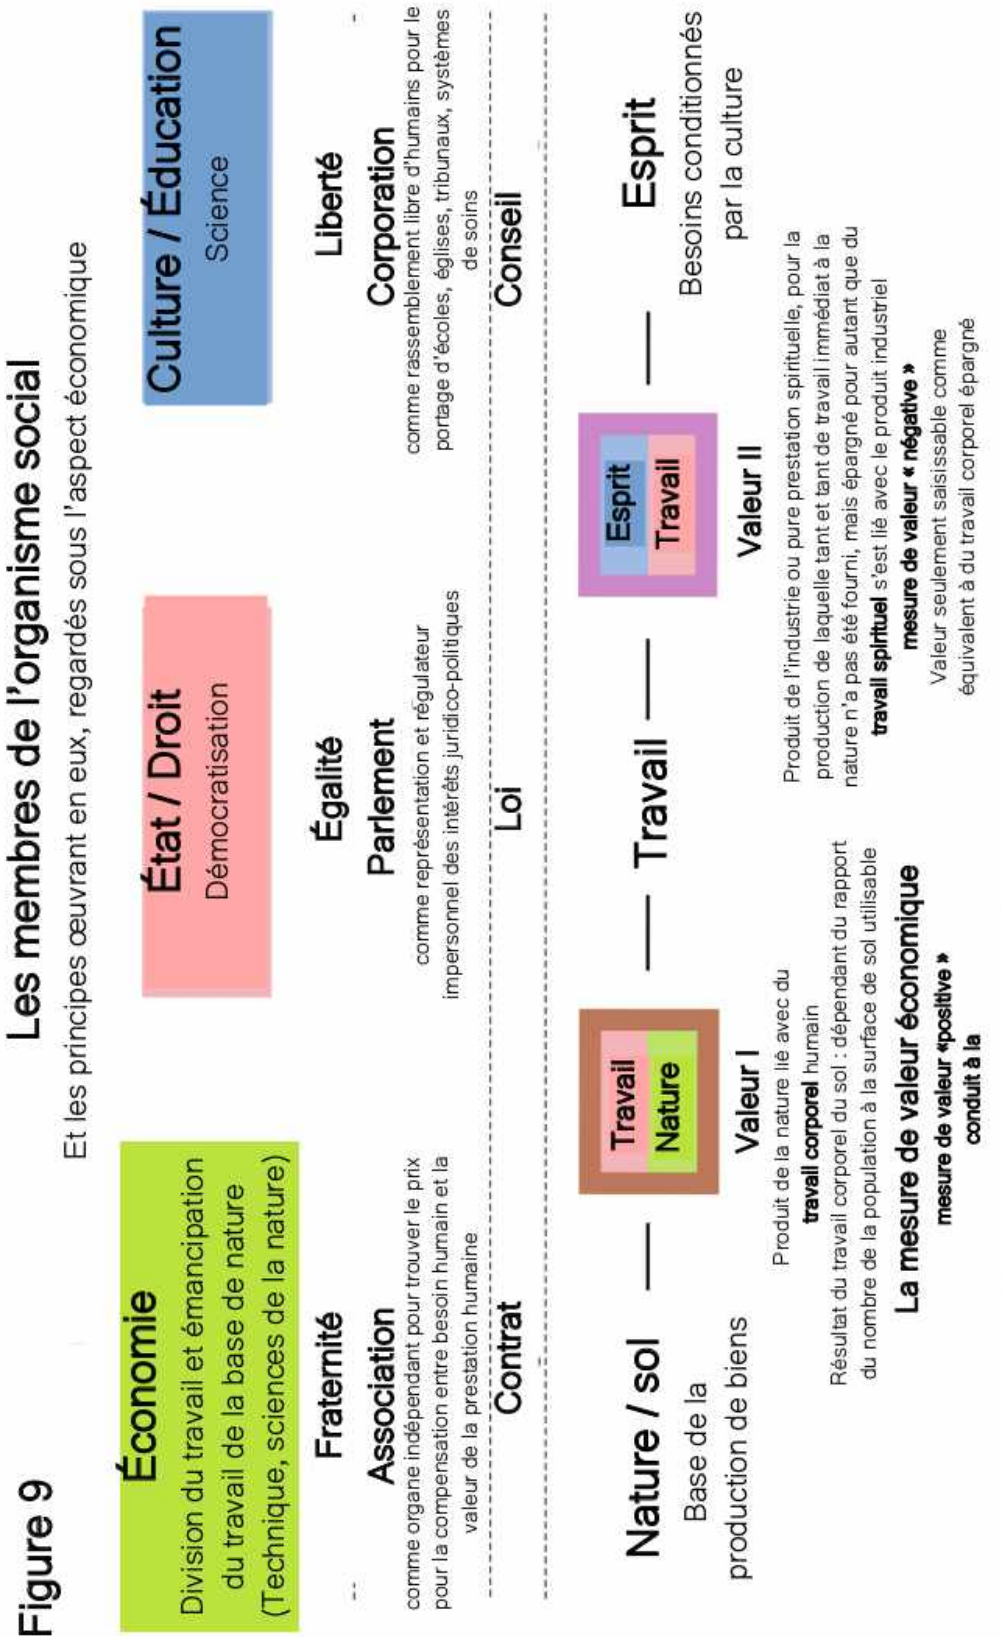 Figure 9
Les membres de l'organisme social
Et les principes œuvrant en eux, regardés sous l'aspect économique
Économie
Division du travail et émancipation
du travail de la base de nature
(Technique, sciences de la nature)
État / Droit
Démocratisation
Culture / Éducation
Science
Fraternité
Association
comme organe indépendant pour trouver le prix
pour la compensation entre besoin humain et la
valeur de la prestation humaine
Contrat
Égalité
Parlement
comme représentation et régulateur
impersonnel des intérêts juridico-politiques
Loi
Liberté
Corporation
comme rassemblement libre d'humains pour le
portage d'écoles, églises, tribunaux, systèmes
de soins
Conseil
Nature / sol
Base de la
production de biens
Travail
Nature
Valeur I
Produit de la nature lié avec du
travail corporel humain
Résultat du travail corporel du sol : dépendant du rapport
du nombre de la population à la surface de sol utilisable
La mesure de valeur économique
mesure de valeur «positive »
conduit à la
Travail
Esprit
Travail
Valeur II
Produit de l'industrie ou pure prestation spirituelle, pour la
production de laquelle tant et tant de travail immédiat à la
nature n'a pas été fourni, mais épargné pour autant que du
travail spirituel s'est lié avec le produit industriel
mesure de valeur « négative »
Valeur seulement saisissable comme
équivalent à du travail corporel épargné
Esprit
Besoins conditionnés
par la culture